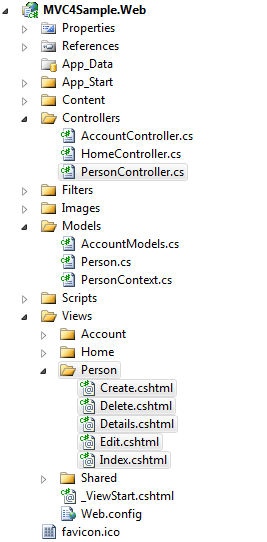 MVC4Sample.Web
Properties
References
App_Data
App_Start
Content
Controllers
AccountController.cs
HomeController.cs
PersonController.cs
Filters
Images
Models
AccountModels.cs
Person.cs
PersonContext.cs
Scripts
Views
Account
Home
Person
Create.cshtml
Delete.cshtml
Details.cshtml
Edit.cshtml
Index.cshtml
Shared
_ViewStart.cshtml
Web.config
favicon.ico